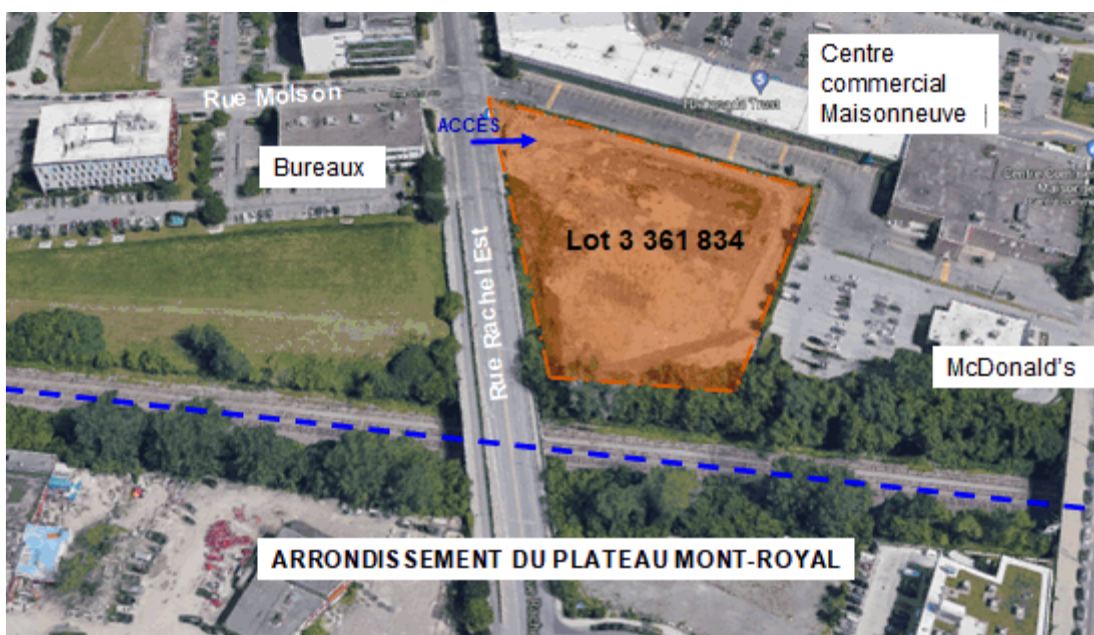 Centre
commercial
Maisonneuve
Rue Molson
ACCÈS
Bureaux
Lot 3 361 834
Rue Rachel Est
McDonald's
ARRONDISSEMENT DU PLATEAU MONT-ROYAL